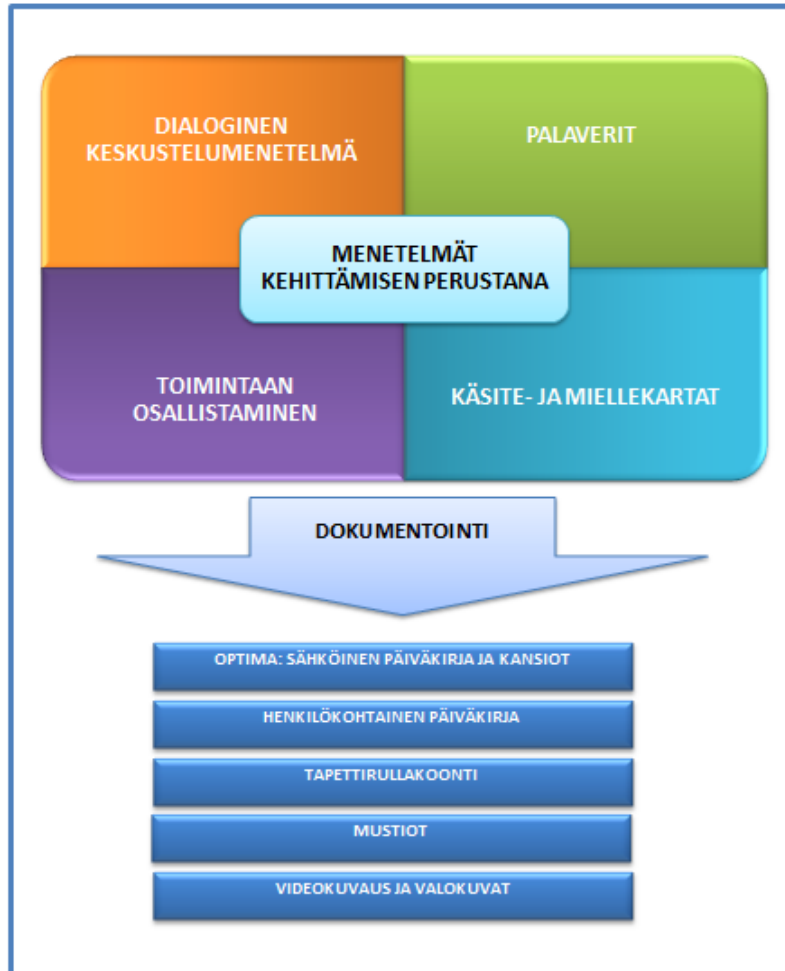 DIALOGINEN
KESKUSTELUMENETELMÄ
PALAVERIT
MENETELMÄT
KEHITTÄMISEN PERUSTANA
TOIMINTAAN
OSALLISTAMINEN
KÄSITE- JA MIELLEKARTAT
DOKUMENTOINTI
OPTIMA: SÄHKÖINEN PÄIVÄKIRJA JA KANSIOT
HENKILÖKOHTAINEN PÄIVÄKIRJA
TAPETTIRULLAKOONTI
MUSTIOT
VIDEOKUVAUS JA VALOKUVAT